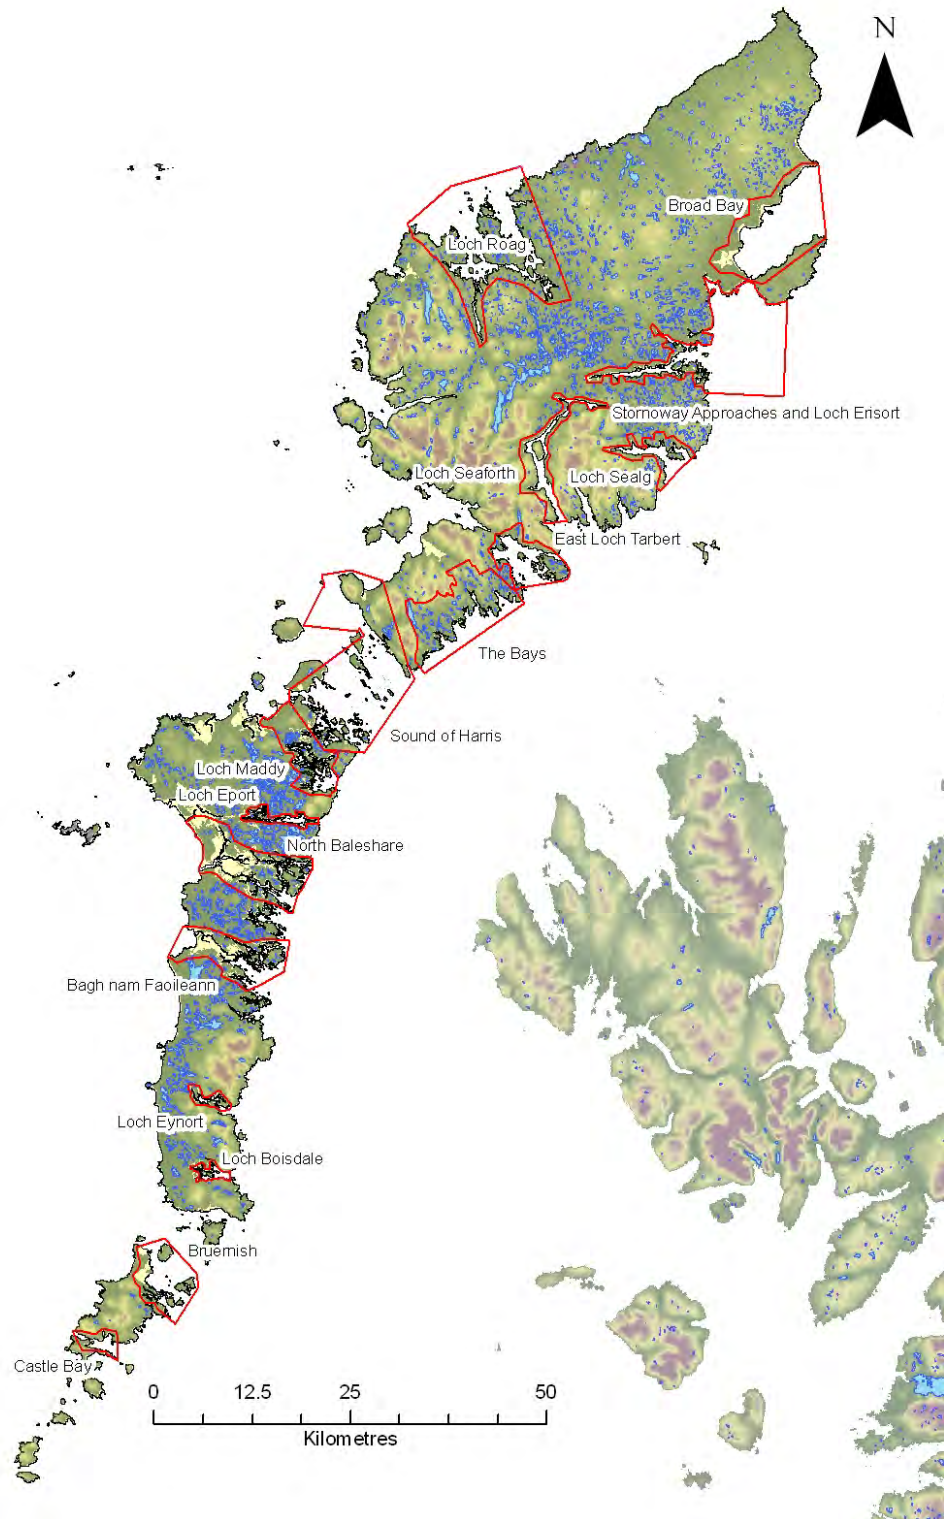 N
Broad Bay
Loch Roag
Stornoway Approaches and Loch Erisort
Loch Seaforth
Loch Sealg
East Loch Tarbert
The Bays
Sound of Harris
Loch Maddy
Loch Eport
North Baleshare
Bagh nam Faoileann
Loch Eynort
Loch Boisdale
Bruernish
Castle Bay
0 12.5 25 50
Kilometres